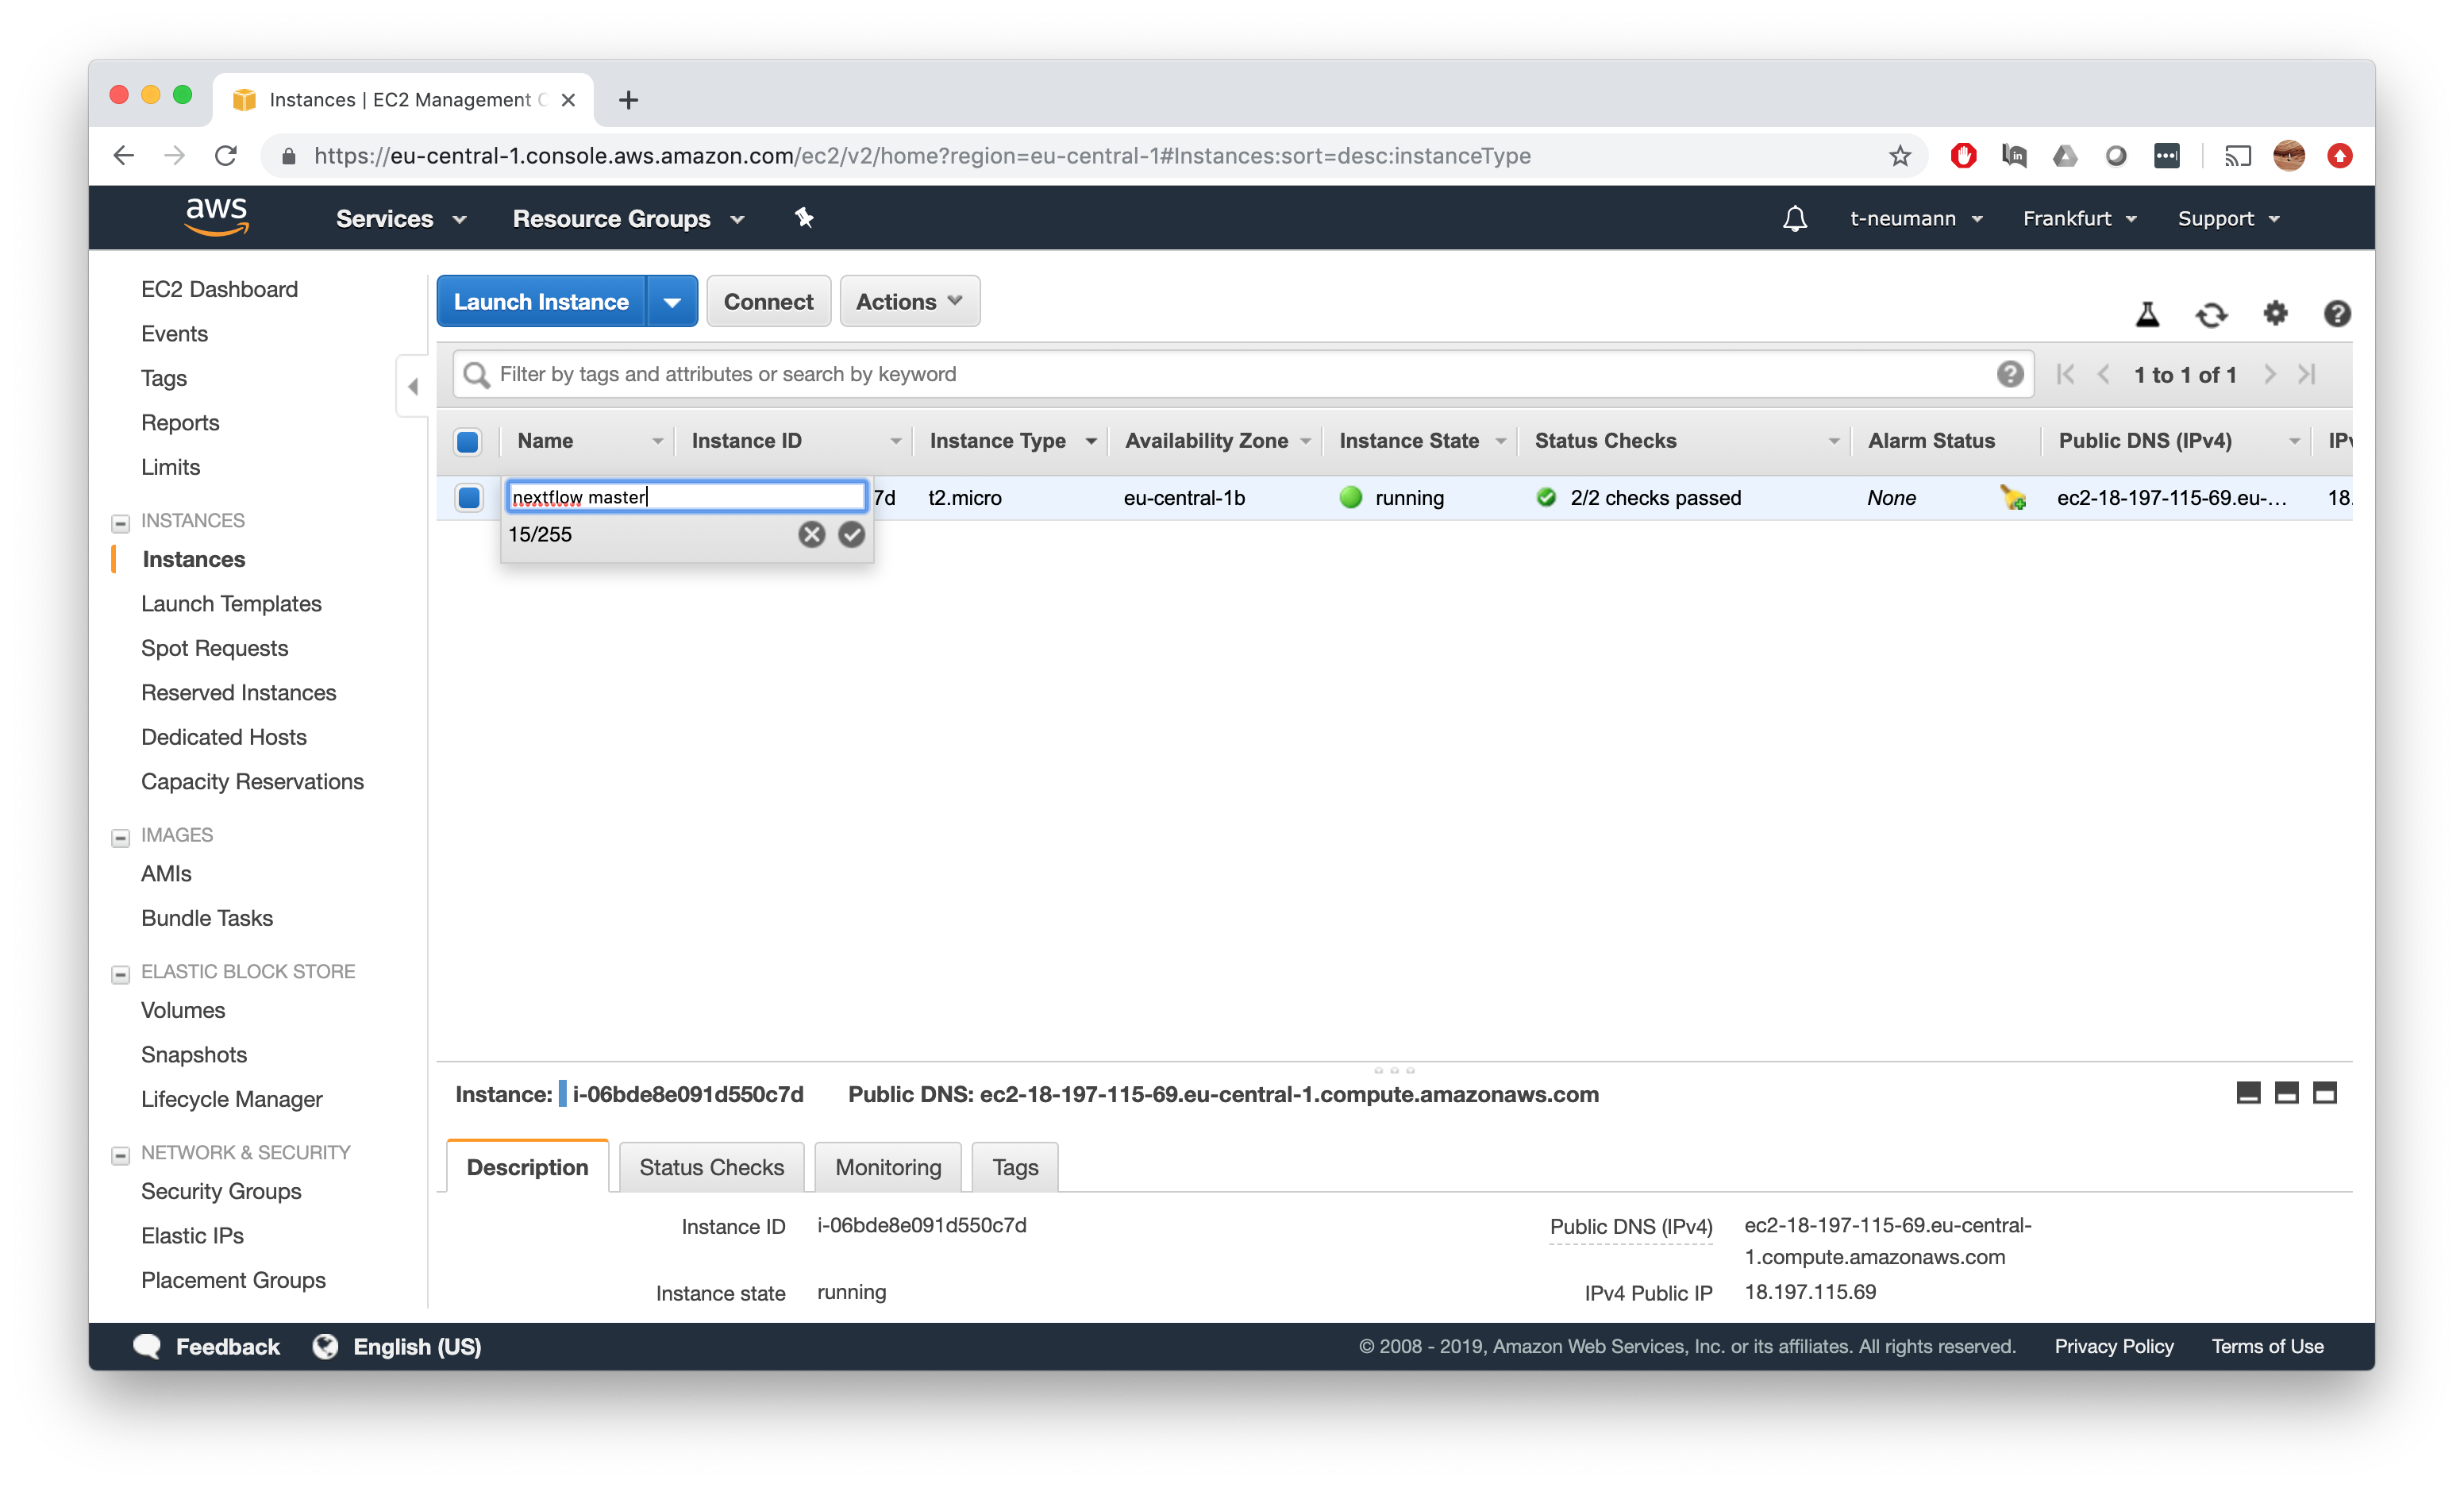 Instances | EC2 Management C
https://eu-central-1.console.aws.amazon.com/ec2/v2/home?region=eu-central-1#Instances:sort=desc:instanceType
aws Services Resource Groups t-neumann Frankfurt Support
EC2 Dashboard
Events
Tags
Reports
Limits
INSTANCES
Instances
Launch Templates
Spot Requests
Reserved Instances
Dedicated Hosts
Capacity Reservations
IMAGES
AMIs
Bundle Tasks
ELASTIC BLOCK STORE
Volumes
Snapshots
Lifecycle Manager
NETWORK & SECURITY
Security Groups
Elastic IPs
Placement Groups
Launch Instance Connect Actions
Filter by tags and attributes or search by keyword 1 to 1 of 1
Name Instance ID Instance Type Availability Zone Instance State Status Checks Alarm Status Public DNS (IPv4) IPv
nextflow master 7d t2.micro eu-central-1b running 2/2 checks passed None ec2-18-197-115-69.eu-... 18.
15/255
Instance: i-06bde8e091d550c7d Public DNS: ec2-18-197-115-69.eu-central-1.compute.amazonaws.com
Description Status Checks Monitoring Tags
Instance ID i-06bde8e091d550c7d Public DNS (IPv4) ec2-18-197-115-69.eu-central-
1.compute.amazonaws.com
Instance state running IPv4 Public IP 18.197.115.69
Feedback English (US) © 2008 - 2019, Amazon Web Services, Inc. or its affiliates. All rights reserved. Privacy Policy Terms of Use